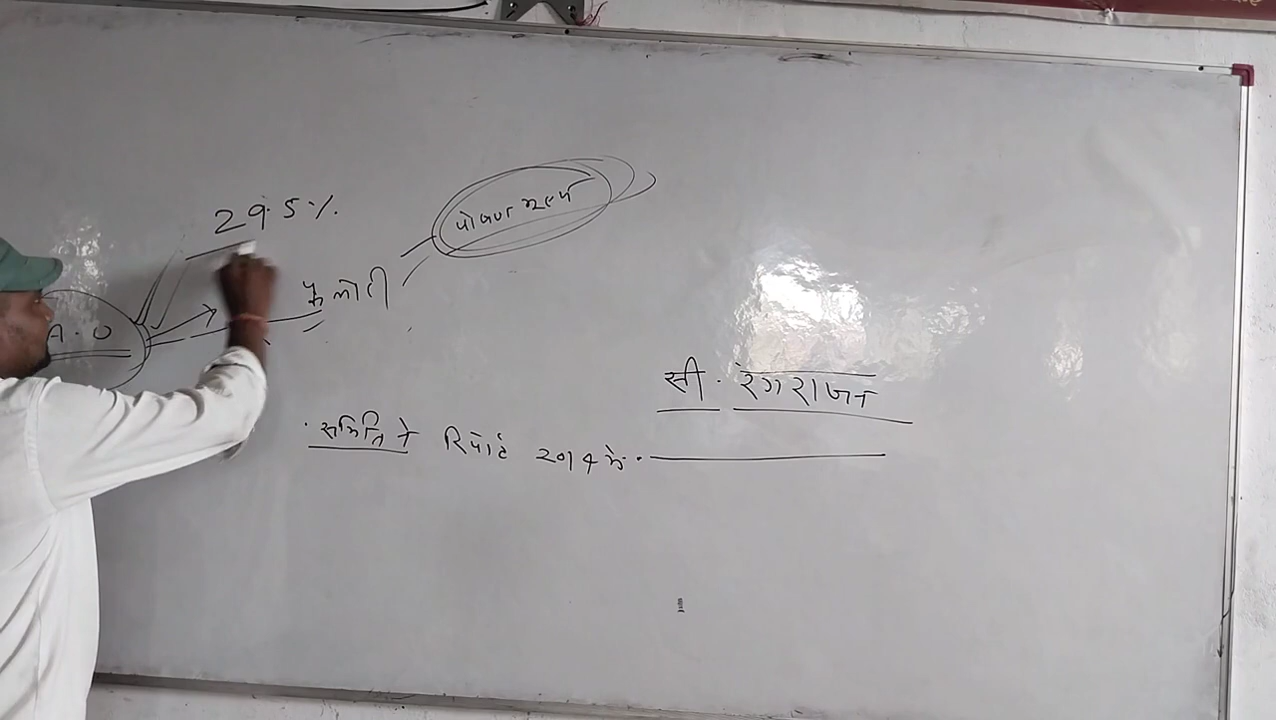 29.5%
पोषण मूल्य
कैलोरी
A.O
सी. रंगराजन
समिति ने रिपोर्ट 2014 में.